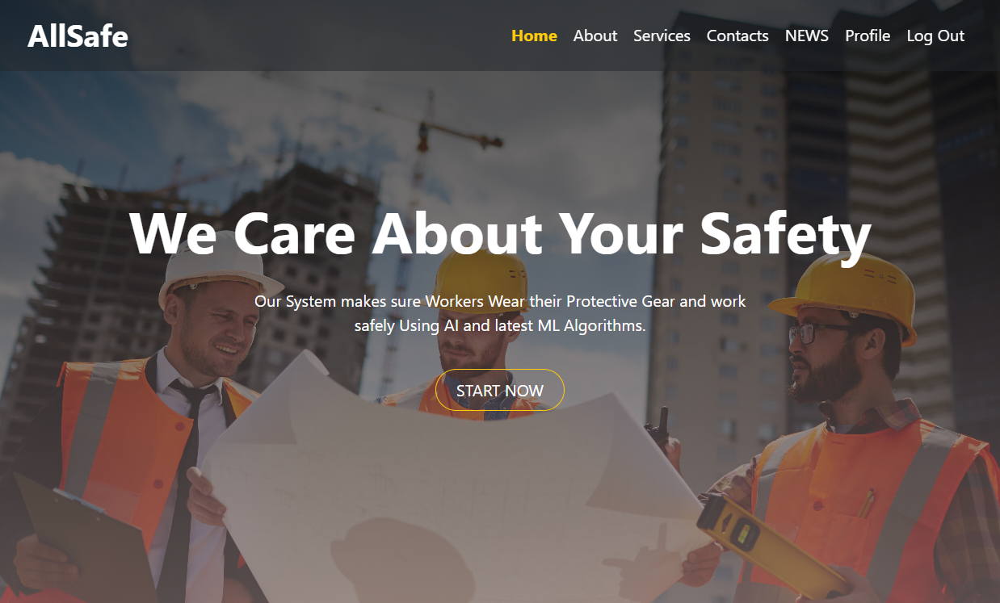 AllSafe
Home About Services Contacts NEWS Profile Log Out
We Care About Your Safety
Our System makes sure Workers Wear their Protective Gear and work
safely Using AI and latest ML Algorithms.
START NOW